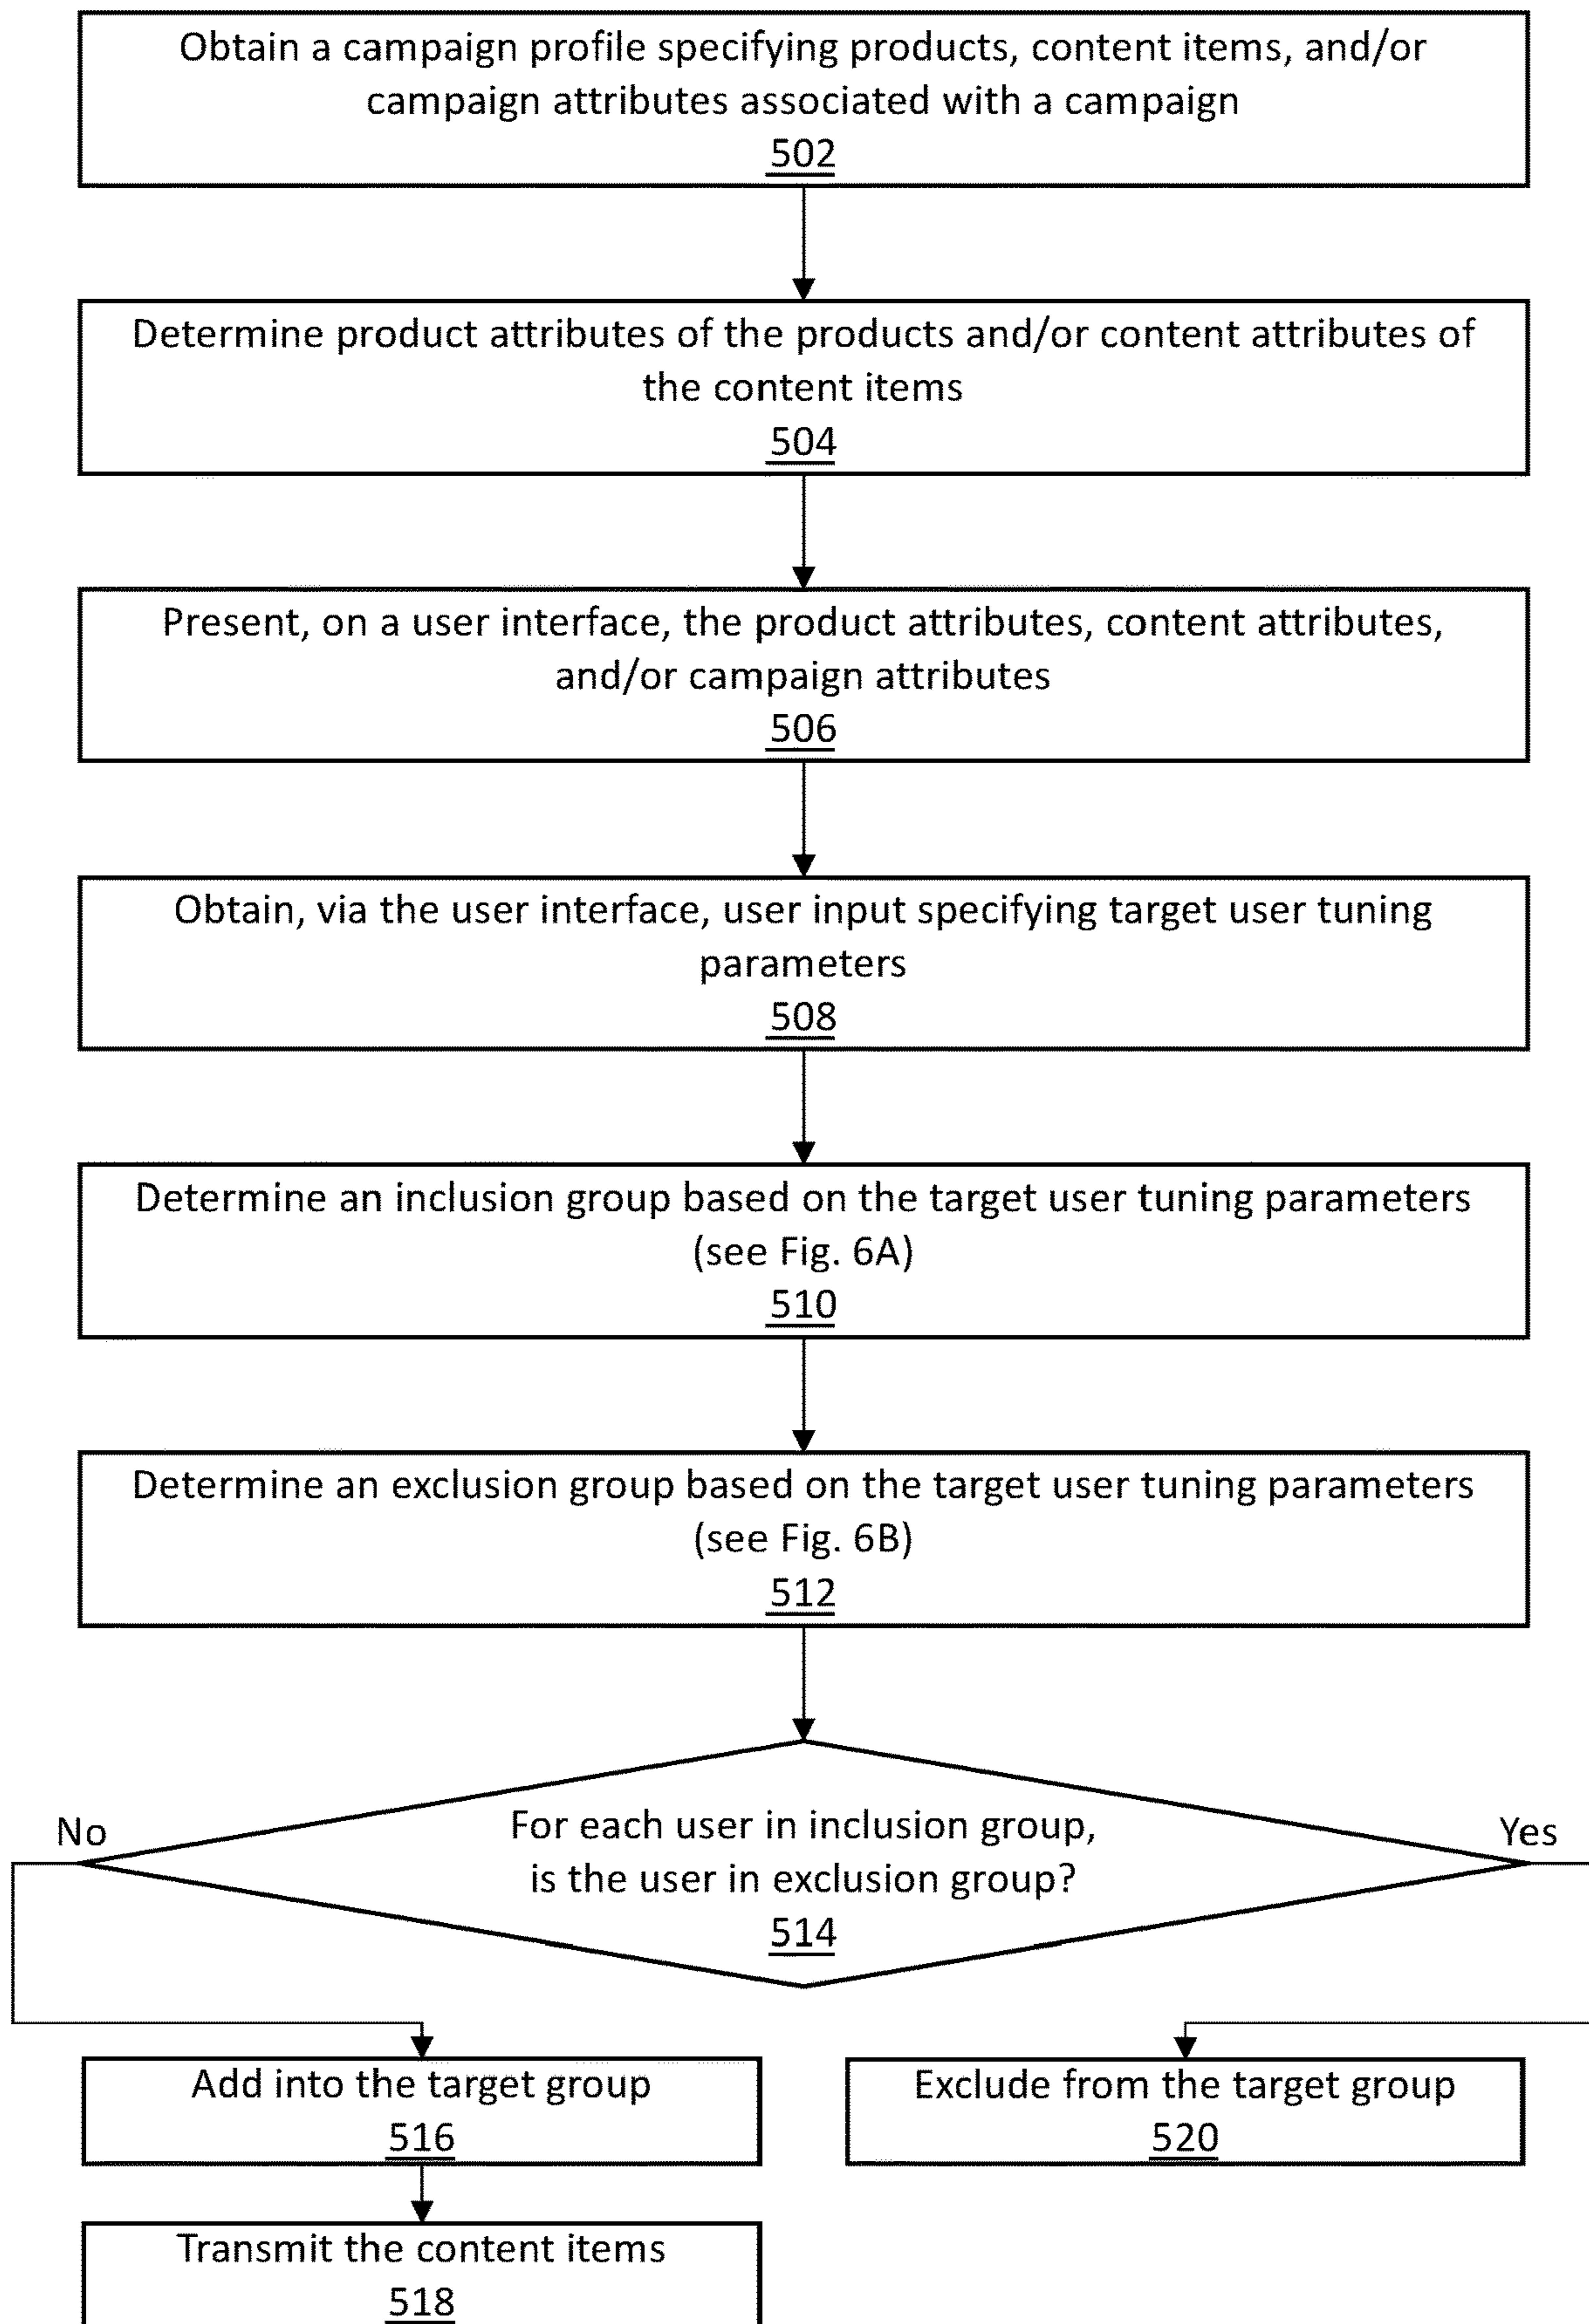 Obtain a campaign profile specifying products, content items, and/or
campaign attributes associated with a campaign
502
Determine product attributes of the products and/or content attributes of
the content items
504
Present, on a user interface, the product attributes, content attributes,
and/or campaign attributes
506
Obtain, via the user interface, user input specifying target user tuning
parameters
508
Determine an inclusion group based on the target user tuning parameters
(see Fig. 6A)
510
Determine an exclusion group based on the target user tuning parameters
(see Fig. 6B)
512
For each user in inclusion group,
is the user in exclusion group?
514
No
Yes
Add into the target group
516
Exclude from the target group
520
Transmit the content items
518